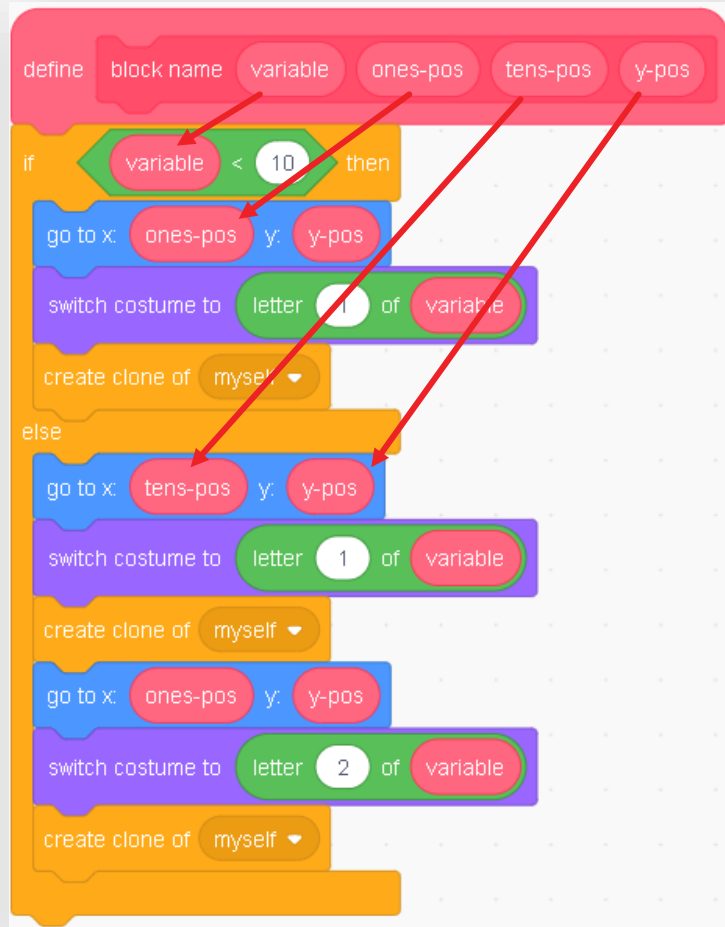 define block name variable ones-pos tens-pos y-pos
if variable < 10 then
go to x: ones-pos y: y-pos
switch costume to letter 1 of variable
create clone of myself
else
go to x: tens-pos y: y-pos
switch costume to letter 1 of variable
create clone of myself
go to x: ones-pos y: y-pos
switch costume to letter 2 of variable
create clone of myself